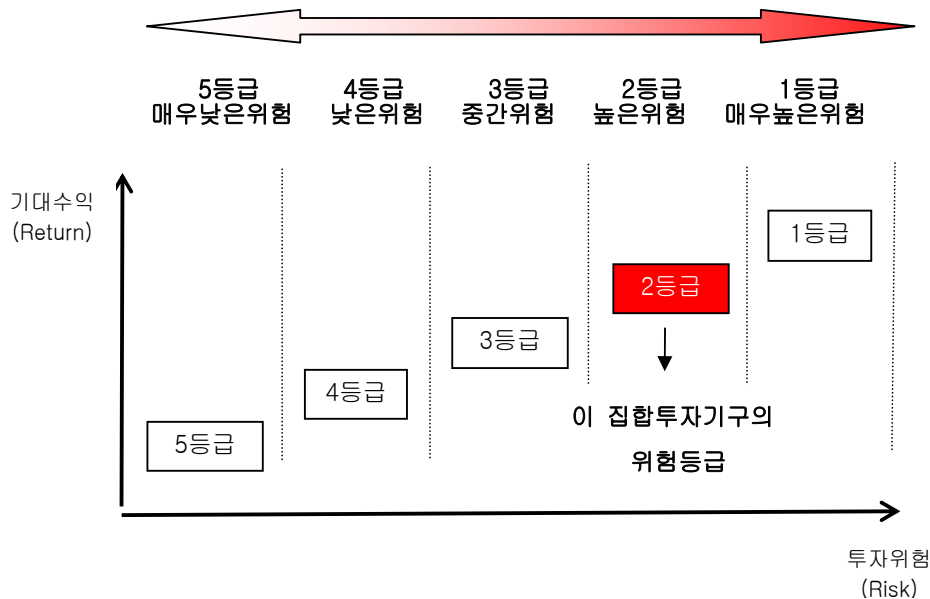 5등급 4등급 3등급 2등급 1등급
매우낮은위험 낮은위험 중간위험 높은위험 매우높은위험
기대수익
(Return)
1등급
2등급
3등급
4등급
5등급
이 집합투자기구의
위험등급
투자위험
(Risk)